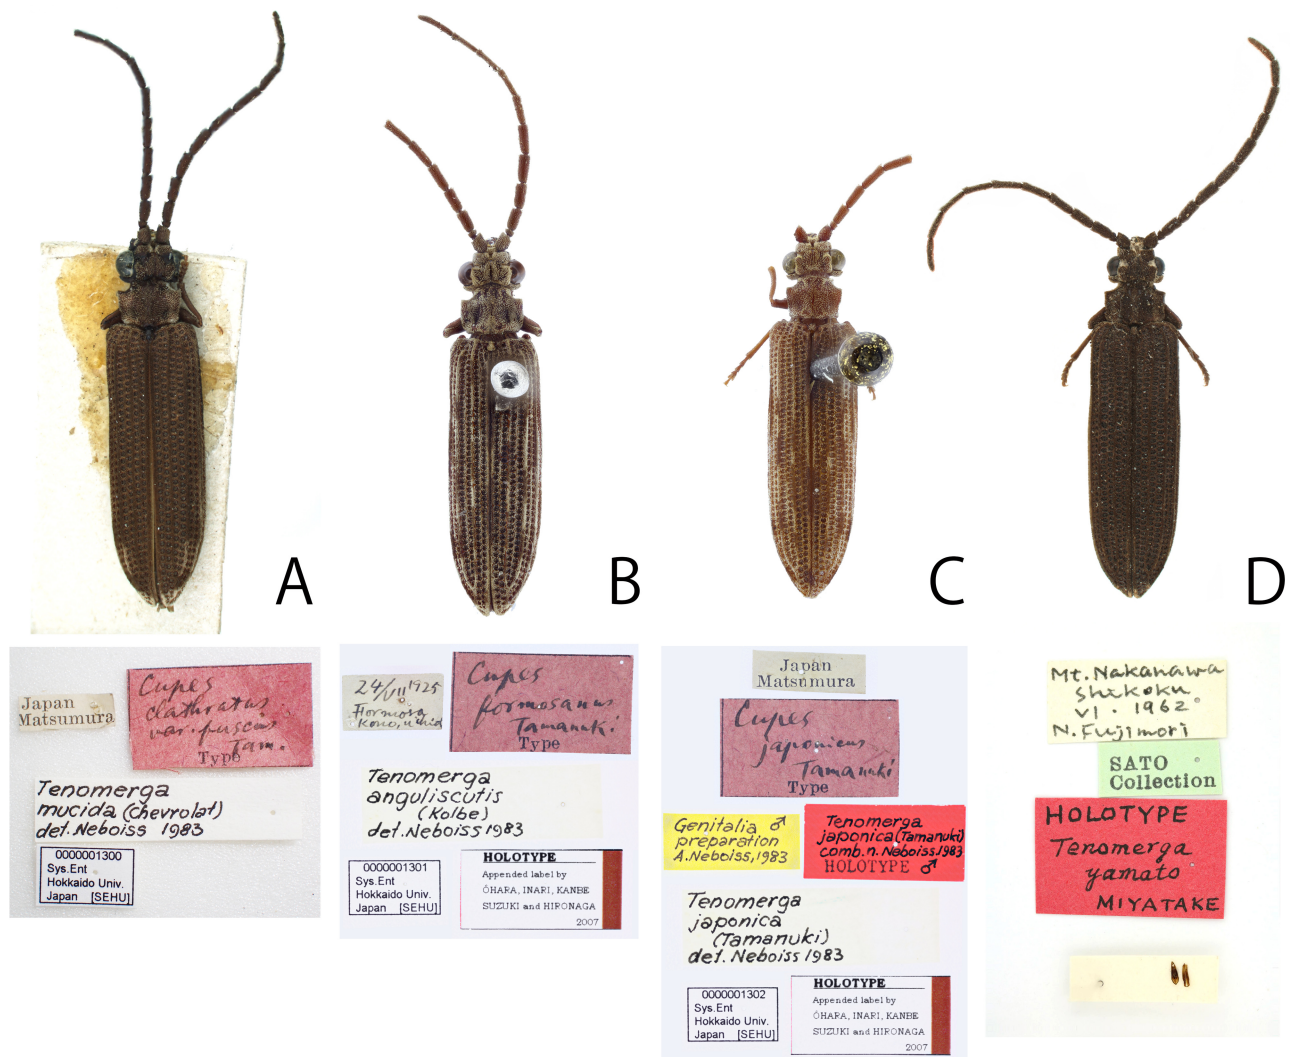 A
B
C
D
Japan
Matsumura
Cupes
clathratus
var. fuscus
Tam.
Type
Tenomerga
mucida (Chevrolat)
det. Neboiss 1983
0000001300
Sys.Ent
Hokkaido Univ.
Japan [SEHU]
24/VII 1925
Formosa
Kono,
Cupes
formosanus
Tamanuki
Type
Tenomerga
anguliscutis
(Kolbe)
det. Neboiss 1983
0000001301
Sys.Ent
Hokkaido Univ.
Japan [SEHU]
HOLOTYPE
Appended label by
ÔHARA, INARI, KANBE
SUZUKI and HIRONAGA
2007
Japan
Matsumura
Cupes
japonicus
Tamanuki
Type
Genitalia ♂
preparation
A. Neboiss, 1983
Tenomerga
japonica (Tamanuki)
comb. n. Neboiss 1983
HOLOTYPE ♂
Tenomerga
japonica
(Tamanuki)
det. Neboiss 1983
0000001302
Sys.Ent
Hokkaido Univ.
Japan [SEHU]
HOLOTYPE
Appended label by
ÔHARA, INARI, KANBE
SUZUKI and HIRONAGA
2007
Mt. Nakanawa
Shikoku
VI. 1962
N. Fujimori
SATO
Collection
HOLOTYPE
Tenomerga
yamato
MIYATAKE